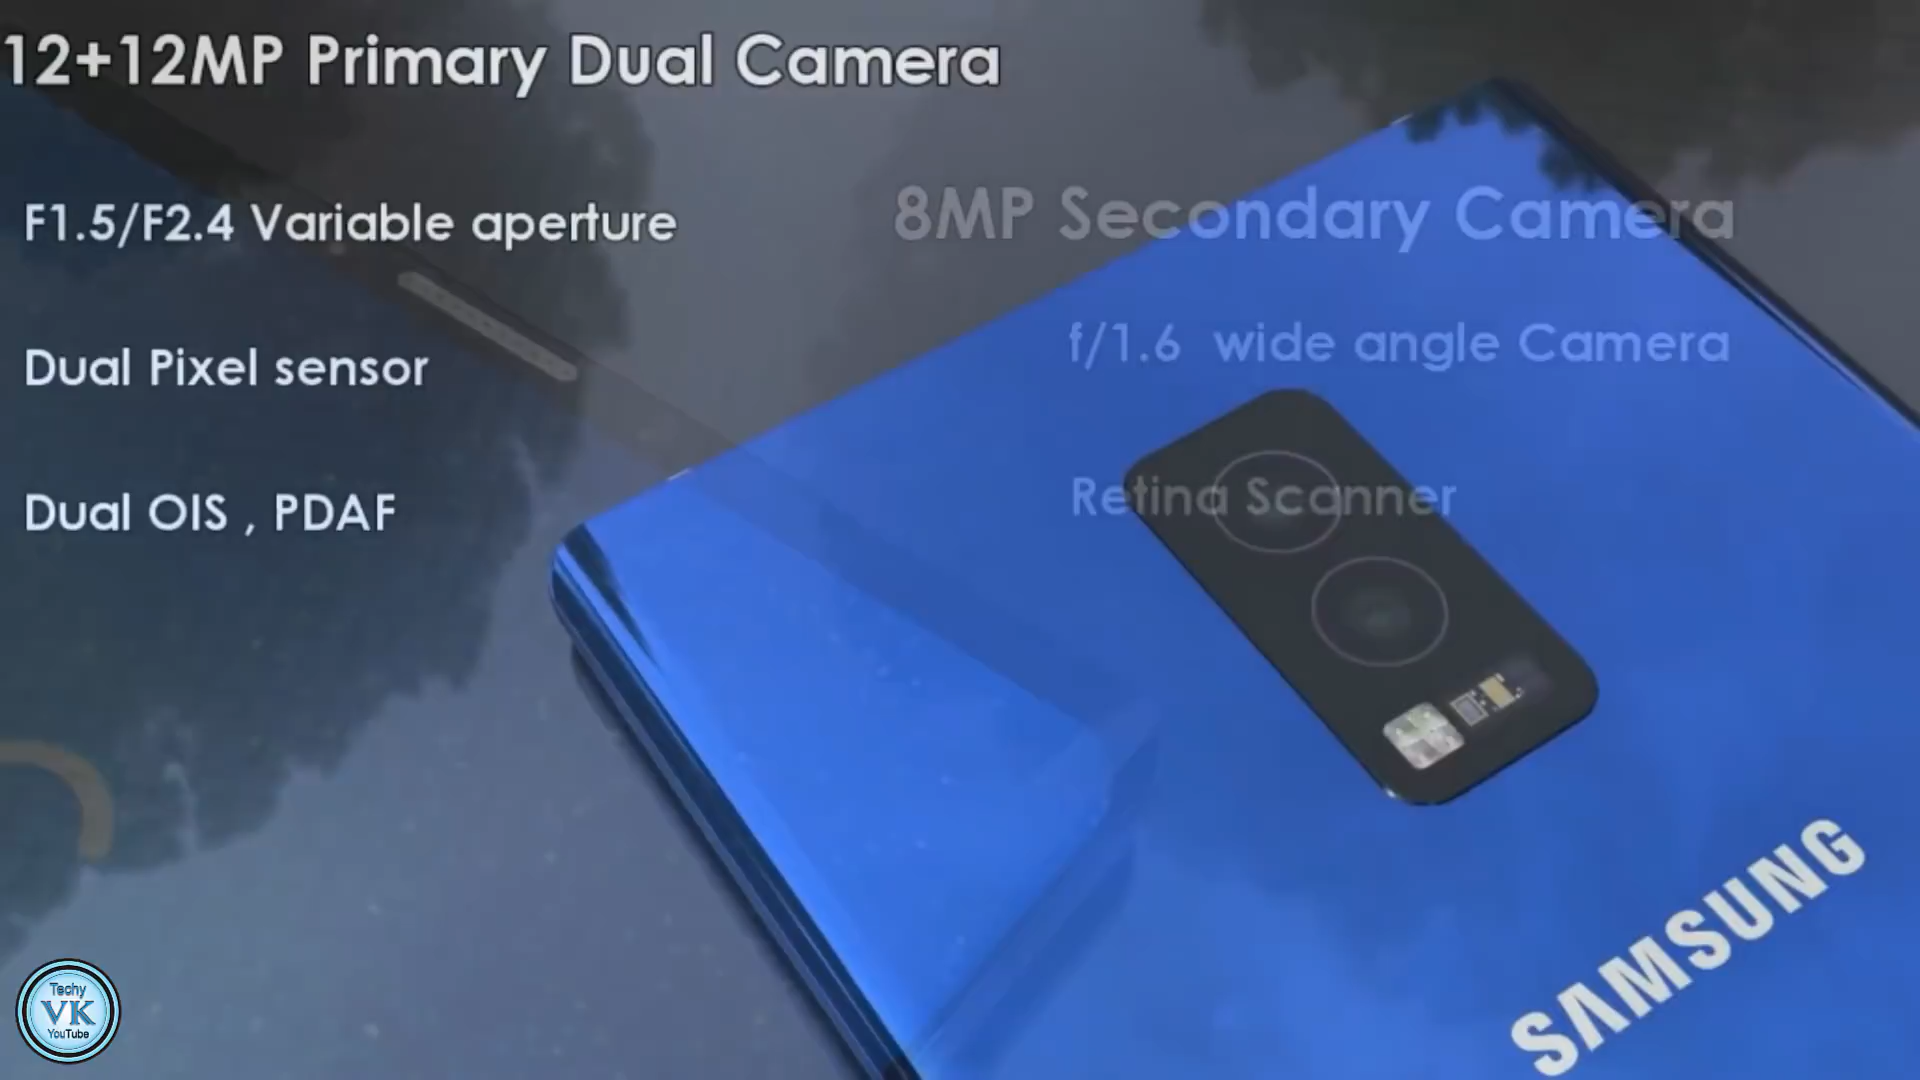 12+12MP Primary Dual Camera
F1.5/F2.4 Variable aperture
Dual Pixel sensor
Dual OIS , PDAF
8MP Secondary Camera
f/1.6 wide angle Camera
Retina Scanner
SAMSUNG
Techy
VK
YouTube